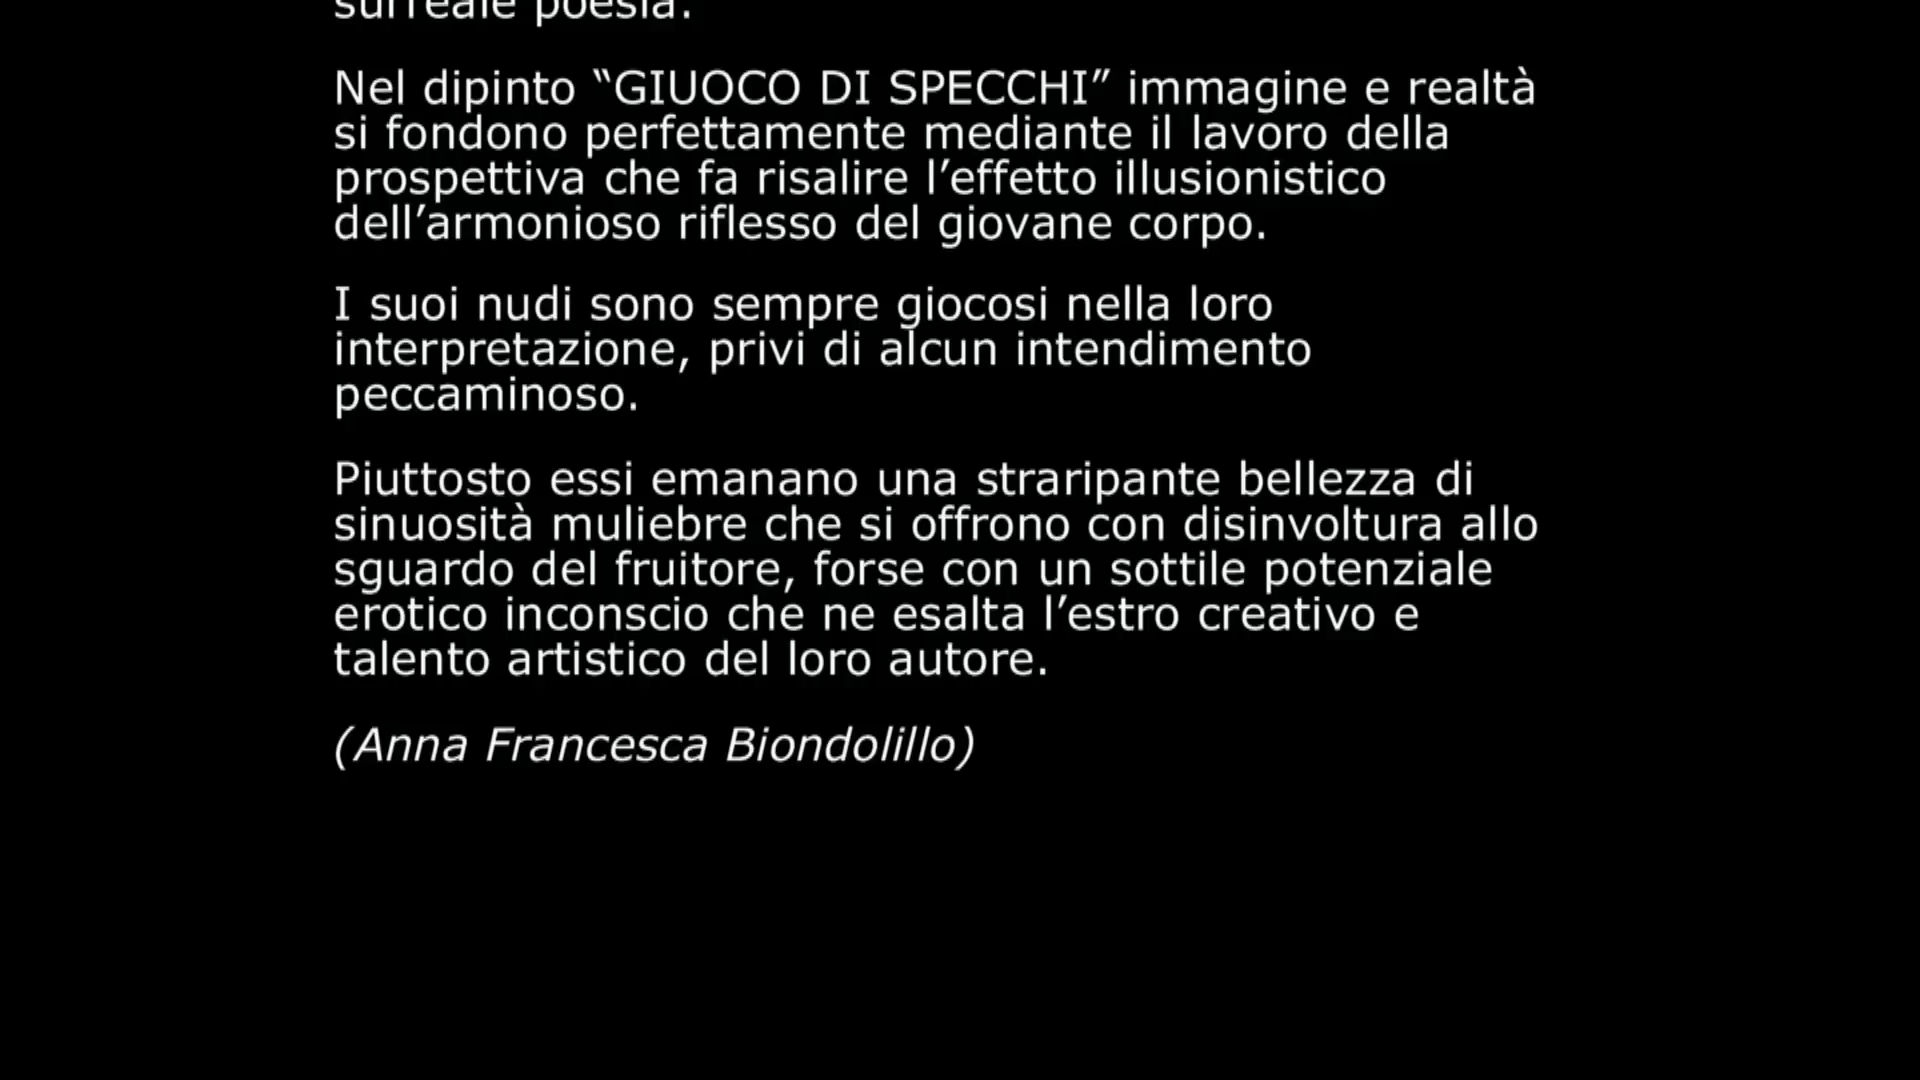 surreale poesia.
Nel dipinto “GIUOCO DI SPECCHI” immagine e realtà
si fondono perfettamente mediante il lavoro della
prospettiva che fa risalire l’effetto illusionistico
dell’armonioso riflesso del giovane corpo.
I suoi nudi sono sempre giocosi nella loro
interpretazione, privi di alcun intendimento
peccaminoso.
Piuttosto essi emanano una straripante bellezza di
sinuosità muliebre che si offrono con disinvoltura allo
sguardo del fruitore, forse con un sottile potenziale
erotico inconscio che ne esalta l’estro creativo e
talento artistico del loro autore.
(Anna Francesca Biondolillo)